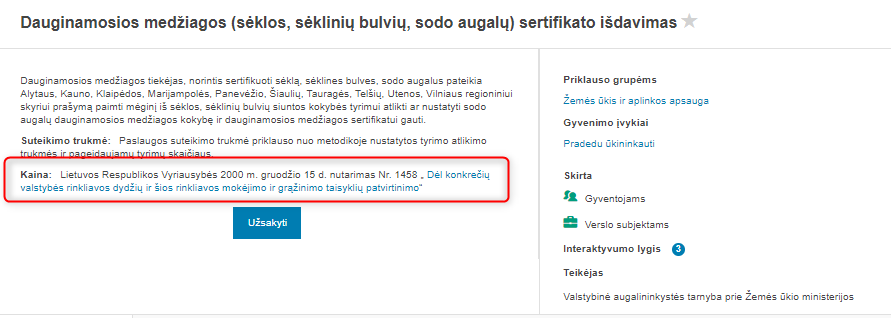 Dauginamosios medžiagos (sėklos, sėklinių bulvių, sodo augalų) sertifikato išdavimas
Dauginamosios medžiagos tiekėjas, norintis sertifikuoti sėklą, sėklines bulves, sodo augalus pateikia
Alytaus, Kauno, Klaipėdos, Marijampolės, Panevėžio, Šiaulių, Tauragės, Telšių, Utenos, Vilniaus regioniniui
skyriui prašymą paimti mėginį iš sėklos, sėklinių bulvių siuntos kokybės tyrimui atlikti ar nustatyti sodo
augalų dauginamosios medžiagos kokybę ir dauginamosios medžiagos sertifikatui gauti.
Suteikimo trukmė: Paslaugos suteikimo trukmė priklauso nuo metodikoje nustatytos tyrimo atlikimo
trukmės ir pageidaujamų tyrimų skaičiaus.
Kaina: Lietuvos Respublikos Vyriausybės 2000 m. gruodžio 15 d. nutarimas Nr. 1458 „ Dėl konkrečių
valstybės rinkliavos dydžių ir šios rinkliavos mokėjimo ir grąžinimo taisyklių patvirtinimo“
Užsakyti
Priklauso grupėms
Žemės ūkis ir aplinkos apsauga
Gyvenimo įvykiai
Pradedu ūkininkauti
Skirta
Gyventojams
Verslo subjektams
Interaktyvumo lygis 3
Teikėjas
Valstybinė augalininkystės tarnyba prie Žemės ūkio ministerijos